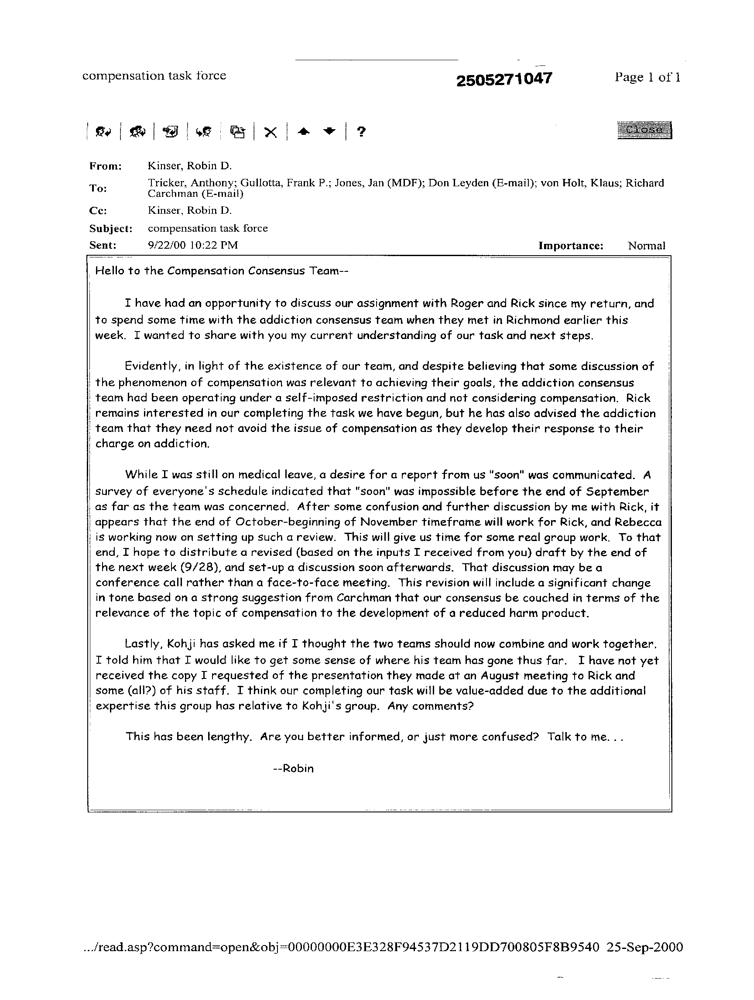 compensation task force 2505271047 Page 1 of 1
? Close
From: Kinser, Robin D.
To: Tricker, Anthony; Gullotta, Frank P.; Jones, Jan (MDF); Don Leyden (E-mail); von Holt, Klaus; Richard
Carchman (E-mail)
Cc: Kinser, Robin D.
Subject: compensation task force
Sent: 9/22/00 10:22 PM Importance: Normal
Hello to the Compensation Consensus Team--
I have had an opportunity to discuss our assignment with Roger and Rick since my return, and
to spend some time with the addiction consensus team when they met in Richmond earlier this
week. I wanted to share with you my current understanding of our task and next steps.
Evidently, in light of the existence of our team, and despite believing that some discussion of
the phenomenon of compensation was relevant to achieving their goals, the addiction consensus
team had been operating under a self-imposed restriction and not considering compensation. Rick
remains interested in our completing the task we have begun, but he has also advised the addiction
team that they need not avoid the issue of compensation as they develop their response to their
charge on addiction.
While I was still on medical leave, a desire for a report from us "soon" was communicated. A
survey of everyone's schedule indicated that "soon" was impossible before the end of September
as far as the team was concerned. After some confusion and further discussion by me with Rick, it
appears that the end of October-beginning of November timeframe will work for Rick, and Rebecca
is working now on setting up such a review. This will give us time for some real group work. To that
end, I hope to distribute a revised (based on the inputs I received from you) draft by the end of
the next week (9/28), and set-up a discussion soon afterwards. That discussion may be a
conference call rather than a face-to-face meeting. This revision will include a significant change
in tone based on a strong suggestion from Carchman that our consensus be couched in terms of the
relevance of the topic of compensation to the development of a reduced harm product.
Lastly, Kohji has asked me if I thought the two teams should now combine and work together.
I told him that I would like to get some sense of where his team has gone thus far. I have not yet
received the copy I requested of the presentation they made at an August meeting to Rick and
some (all?) of his staff. I think our completing our task will be value-added due to the additional
expertise this group has relative to Kohji's group. Any comments?
This has been lengthy. Are you better informed, or just more confused? Talk to me. . .
--Robin
.../read.asp?command=open&obj=00000000E3E328F94537D2119DD700805F8B9540 25-Sep-2000